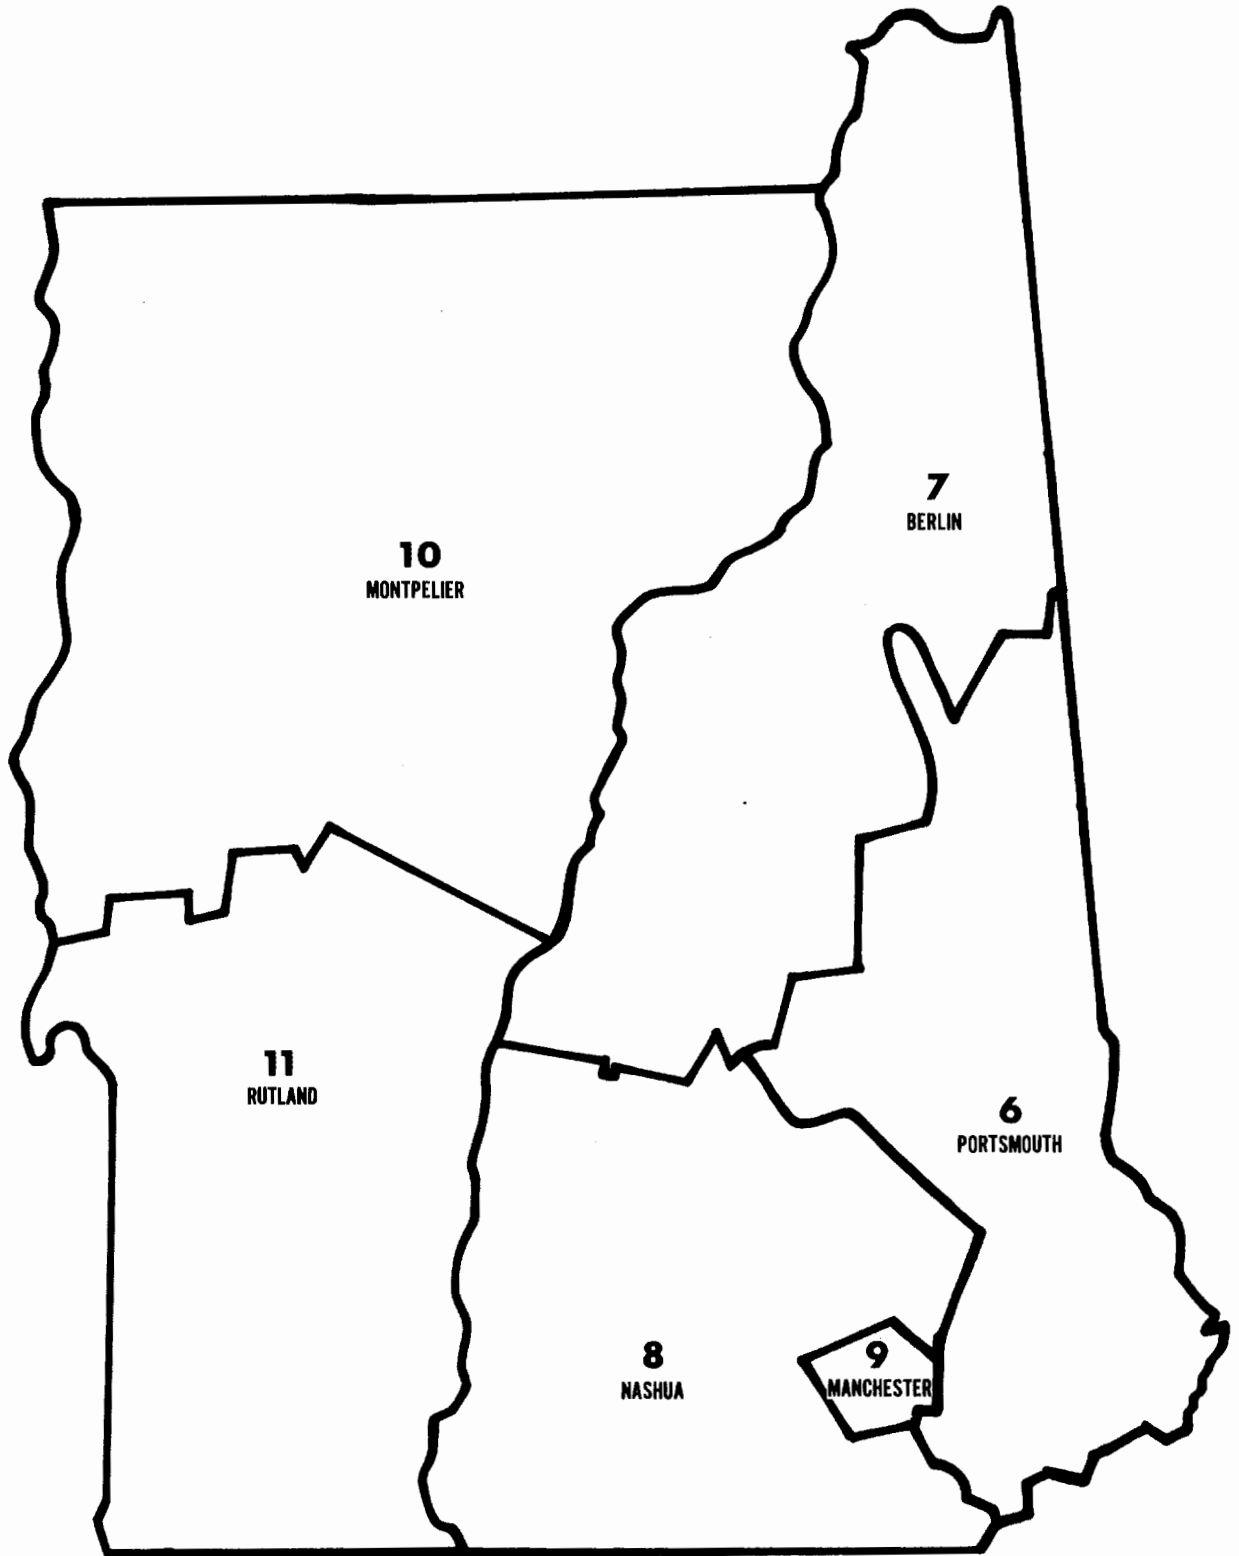 7
BERLIN
10
MONTPELIER
11
RUTLAND
6
PORTSMOUTH
8
NASHUA
9
MANCHESTER